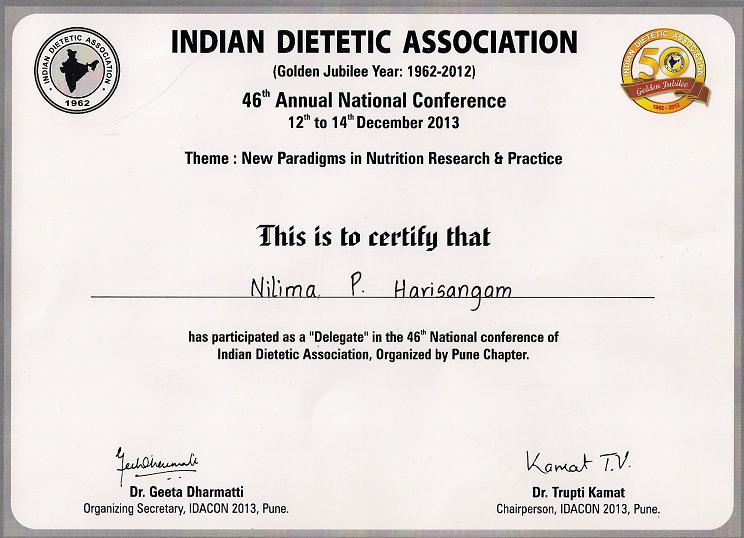 INDIAN DIETETIC ASSOCIATION
• INDIAN DIETETIC ASSOCIATION •
1962
(Golden Jubilee Year: 1962-2012)
INDIAN DIETETIC ASSOCIATION
50
Golden Jubilee
1962 - 2012
46th Annual National Conference
12th to 14th December 2013
Theme : New Paradigms in Nutrition Research & Practice
This is to certify that
Nilima P. Harisangam
has participated as a "Delegate" in the 46th National conference of
Indian Dietetic Association, Organized by Pune Chapter.
Kamat T.V.
Dr. Geeta Dharmatti
Organizing Secretary, IDACON 2013, Pune.
Dr. Trupti Kamat
Chairperson, IDACON 2013, Pune.